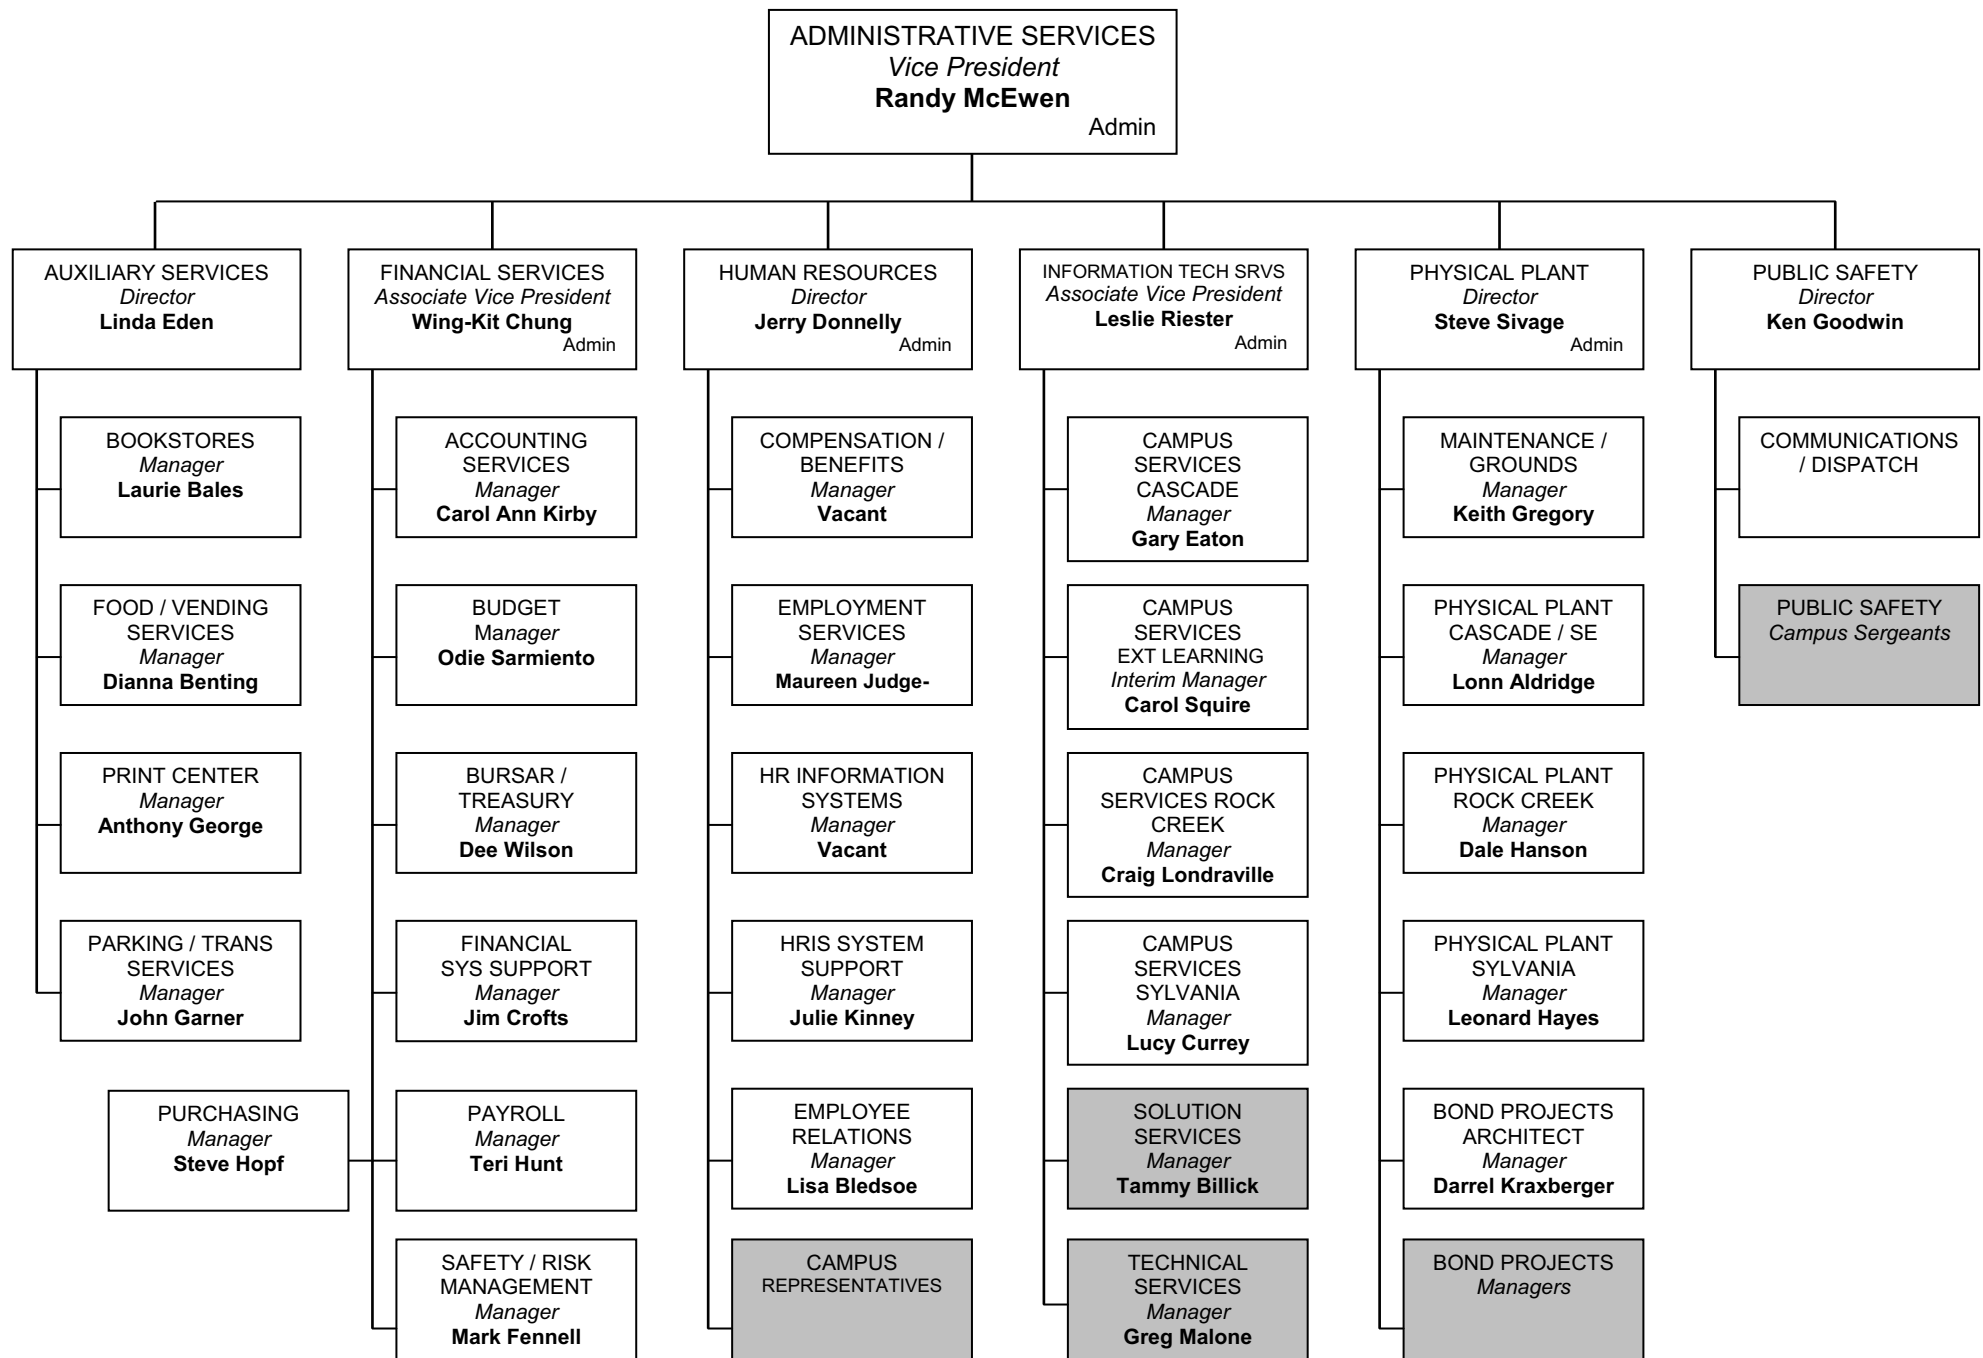 ADMINISTRATIVE SERVICES
Vice President
Randy McEwen
Admin
AUXILIARY SERVICES
Director
Linda Eden
BOOKSTORES
Manager
Laurie Bales
FOOD / VENDING
SERVICES
Manager
Dianna Benting
PRINT CENTER
Manager
Anthony George
PARKING / TRANS
SERVICES
Manager
John Garner
FINANCIAL SERVICES
Associate Vice President
Wing-Kit Chung
Admin
ACCOUNTING
SERVICES
Manager
Carol Ann Kirby
BUDGET
Manager
Odie Sarmiento
BURSAR /
TREASURY
Manager
Dee Wilson
FINANCIAL
SYS SUPPORT
Manager
Jim Crofts
PURCHASING
Manager
Steve Hopf
PAYROLL
Manager
Teri Hunt
SAFETY / RISK
MANAGEMENT
Manager
Mark Fennell
HUMAN RESOURCES
Director
Jerry Donnelly
Admin
COMPENSATION /
BENEFITS
Manager
Vacant
EMPLOYMENT
SERVICES
Manager
Maureen Judge-
HR INFORMATION
SYSTEMS
Manager
Vacant
HRIS SYSTEM
SUPPORT
Manager
Julie Kinney
EMPLOYEE
RELATIONS
Manager
Lisa Bledsoe
CAMPUS
REPRESENTATIVES
INFORMATION TECH SRVS
Associate Vice President
Leslie Riester
Admin
CAMPUS
SERVICES
CASCADE
Manager
Gary Eaton
CAMPUS
SERVICES
EXT LEARNING
Interim Manager
Carol Squire
CAMPUS
SERVICES ROCK
CREEK
Manager
Craig Londraville
CAMPUS
SERVICES
SYLVANIA
Manager
Lucy Currey
SOLUTION
SERVICES
Manager
Tammy Billick
TECHNICAL
SERVICES
Manager
Greg Malone
PHYSICAL PLANT
Director
Steve Sivage
Admin
MAINTENANCE /
GROUNDS
Manager
Keith Gregory
PHYSICAL PLANT
CASCADE / SE
Manager
Lonn Aldridge
PHYSICAL PLANT
ROCK CREEK
Manager
Dale Hanson
PHYSICAL PLANT
SYLVANIA
Manager
Leonard Hayes
BOND PROJECTS
ARCHITECT
Manager
Darrel Kraxberger
BOND PROJECTS
Managers
PUBLIC SAFETY
Director
Ken Goodwin
COMMUNICATIONS
/ DISPATCH
PUBLIC SAFETY
Campus Sergeants